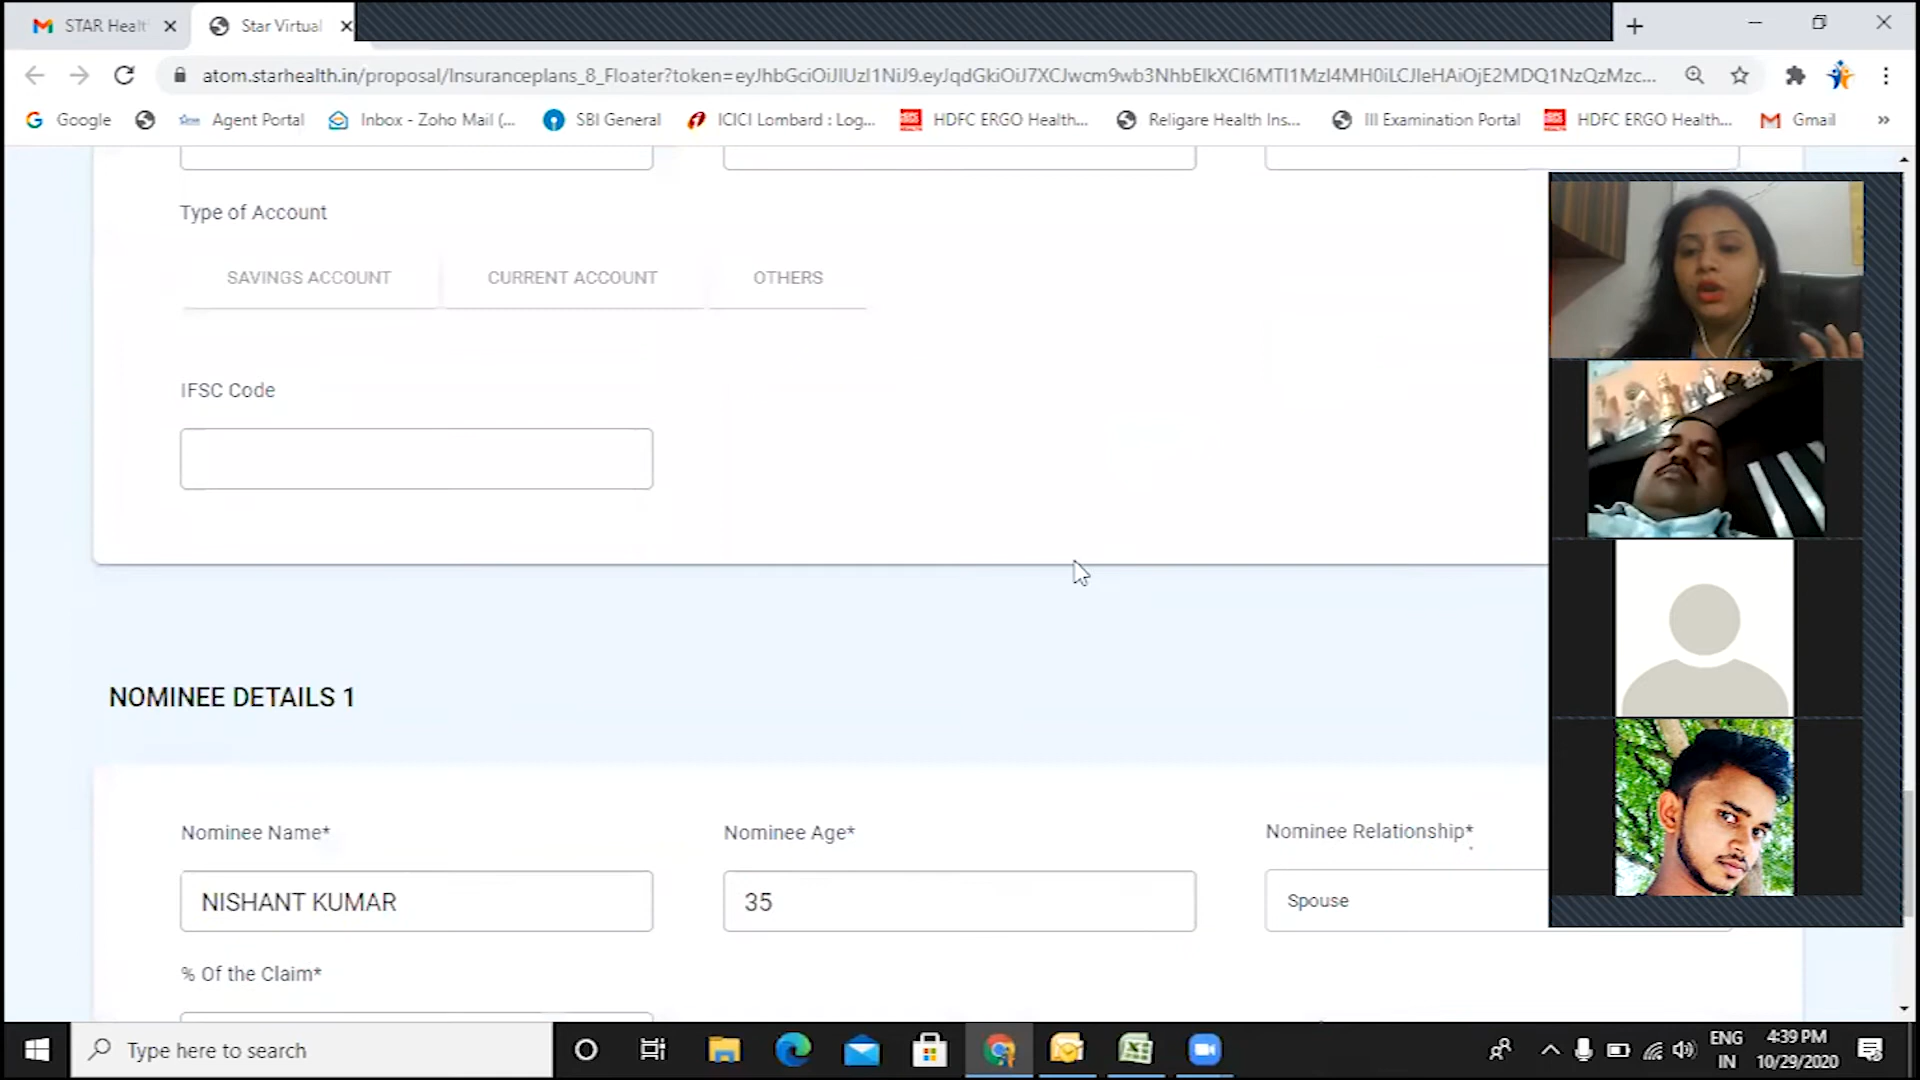 STAR Healt
Star Virtual
atom.starhealth.in/proposal/Insuranceplans_8_Floater?token=eyJhbGciOiJIUzI1NiJ9.eyJqdGkiOiJ7XCJwcm9wb3NhbElkXCI6MTI1MzI4MH0iLCJleHAiOjE2MDQ1NzQzMzc...
Google
Agent Portal
Inbox - Zoho Mail (...
SBI General
ICICI Lombard : Log...
HDFC ERGO Health...
Religare Health Ins...
III Examination Portal
HDFC ERGO Health...
Gmail
»
Type of Account
SAVINGS ACCOUNT
CURRENT ACCOUNT
OTHERS
IFSC Code
NOMINEE DETAILS 1
Nominee Name*
Nominee Age*
Nominee Relationship*
NISHANT KUMAR
35
Spouse
% Of the Claim*
Type here to search
ENG
IN
4:39 PM
10/29/2020